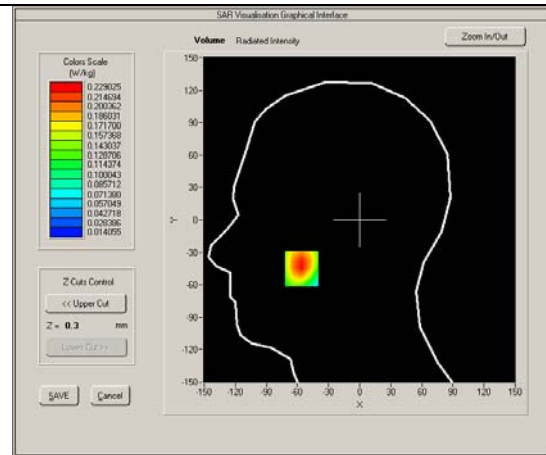 SAR Visualisation Graphical Interface
Volume Radiated Intensity
Zoom In/Out
Colors Scale
(W/kg)
0.229025
0.214694
0.200362
0.186031
0.171700
0.157368
0.143037
0.128706
0.114374
0.100043
0.085712
0.071380
0.057049
0.042718
0.028386
0.014055
Z Cuts Control
<< Upper Cut
Z = 0.3 mm
Lower Cut >>
SAVE Cancel
150
120
90
60
30
0
-30
-60
-90
-120
-150
Y
-150 -120 -90 -60 -30 0 30 60 90 120 150
X